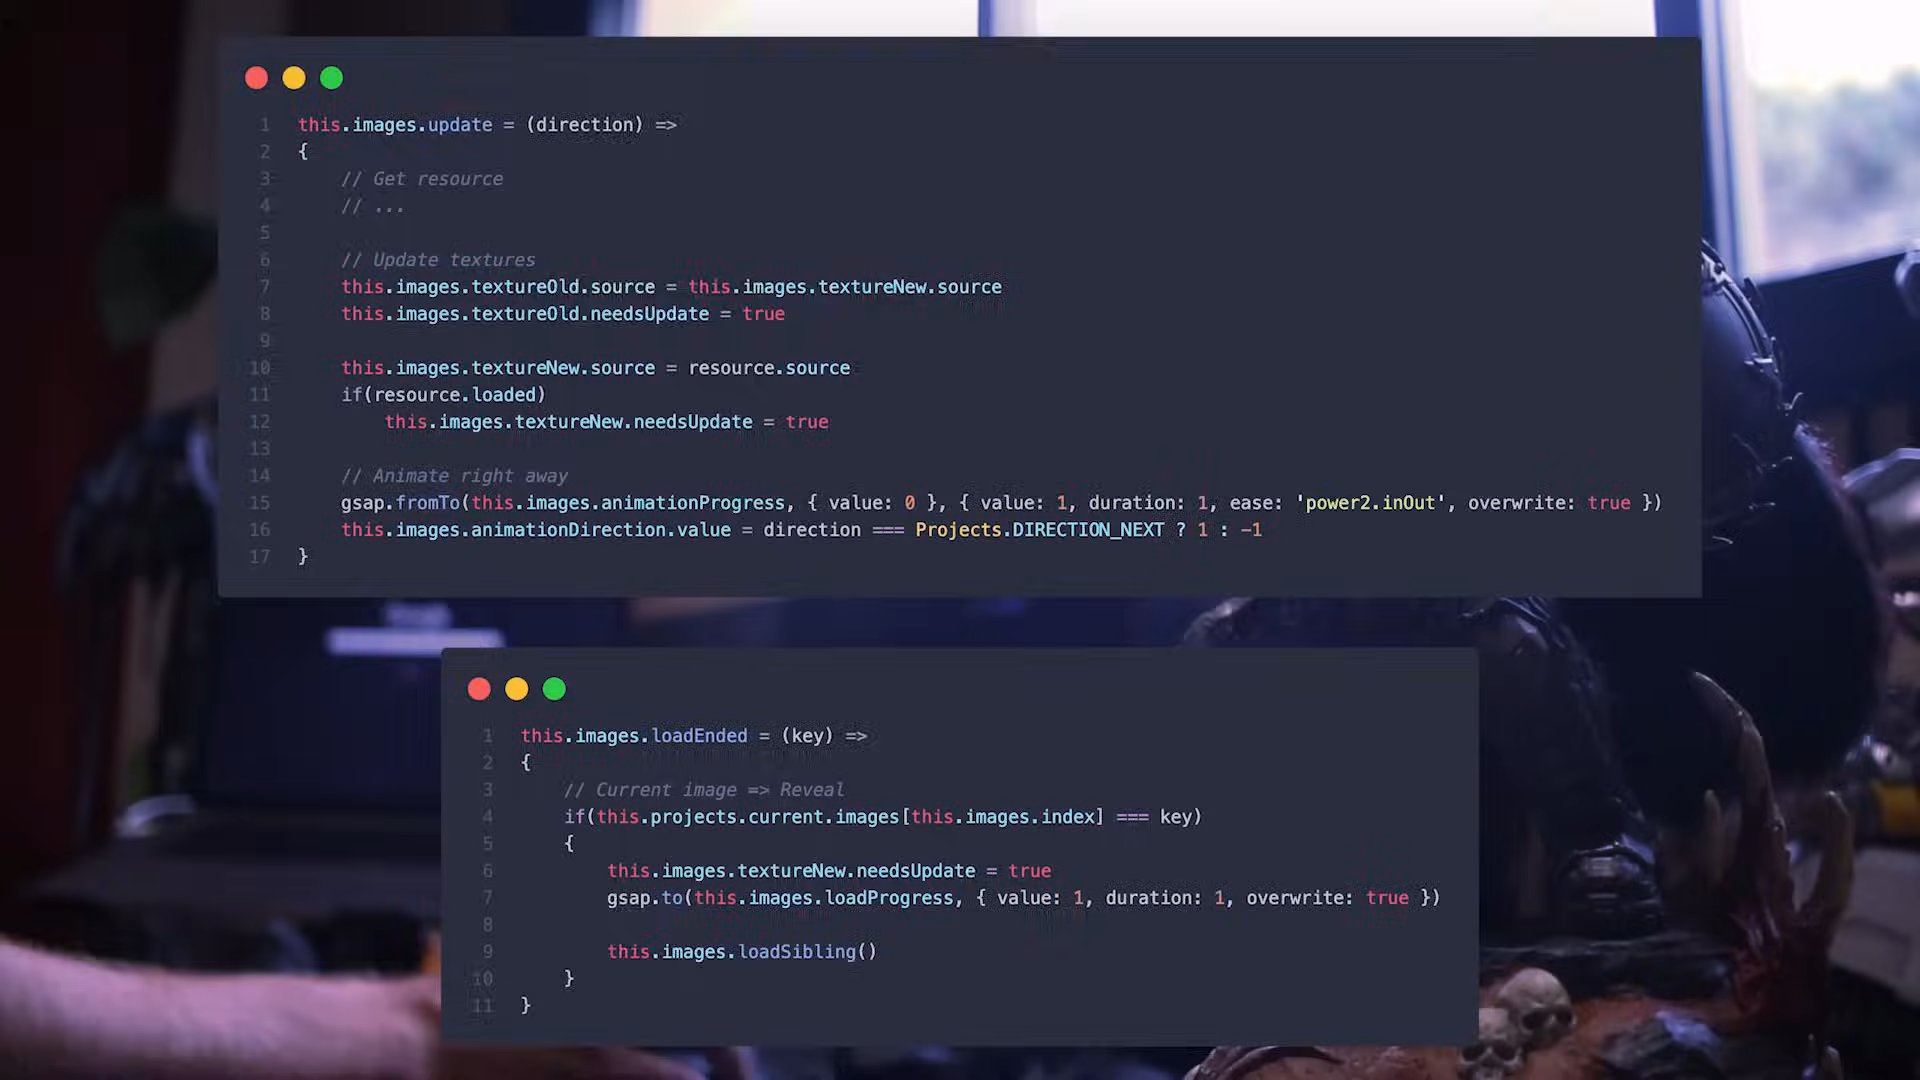 1 this.images.update = (direction) =>
2 {
3 // Get resource
4 // ...
5
6 // Update textures
7 this.images.textureOld.source = this.images.textureNew.source
8 this.images.textureOld.needsUpdate = true
9
10 this.images.textureNew.source = resource.source
11 if(resource.loaded)
12 this.images.textureNew.needsUpdate = true
13
14 // Animate right away
15 gsap.fromTo(this.images.animationProgress, { value: 0 }, { value: 1, duration: 1, ease: 'power2.inOut', overwrite: true })
16 this.images.animationDirection.value = direction === Projects.DIRECTION_NEXT ? 1 : -1
17 }
1 this.images.loadEnded = (key) =>
2 {
3 // Current image => Reveal
4 if(this.projects.current.images[this.images.index] === key)
5 {
6 this.images.textureNew.needsUpdate = true
7 gsap.to(this.images.loadProgress, { value: 1, duration: 1, overwrite: true })
8
9 this.images.loadSibling()
10 }
11 }